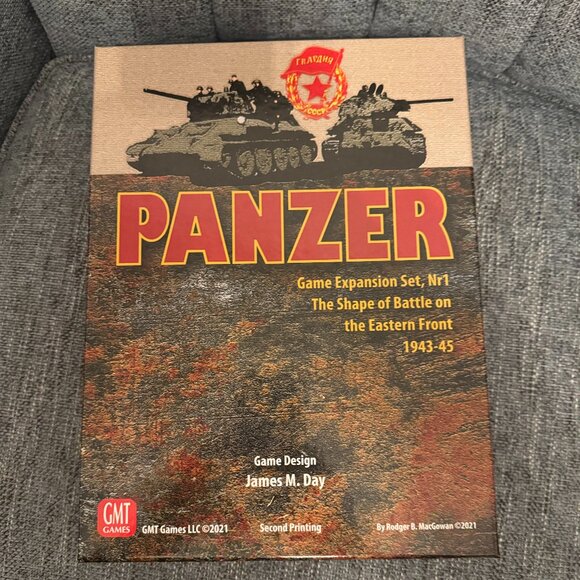 ГВАРДИЯ
СССР
PANZER
Game Expansion Set, Nr1
The Shape of Battle on
the Eastern Front
1943-45
Game Design
James M. Day
GMT
GAMES
GMT Games LLC ©2021
Second Printing
By Rodger B. MacGowan ©2021